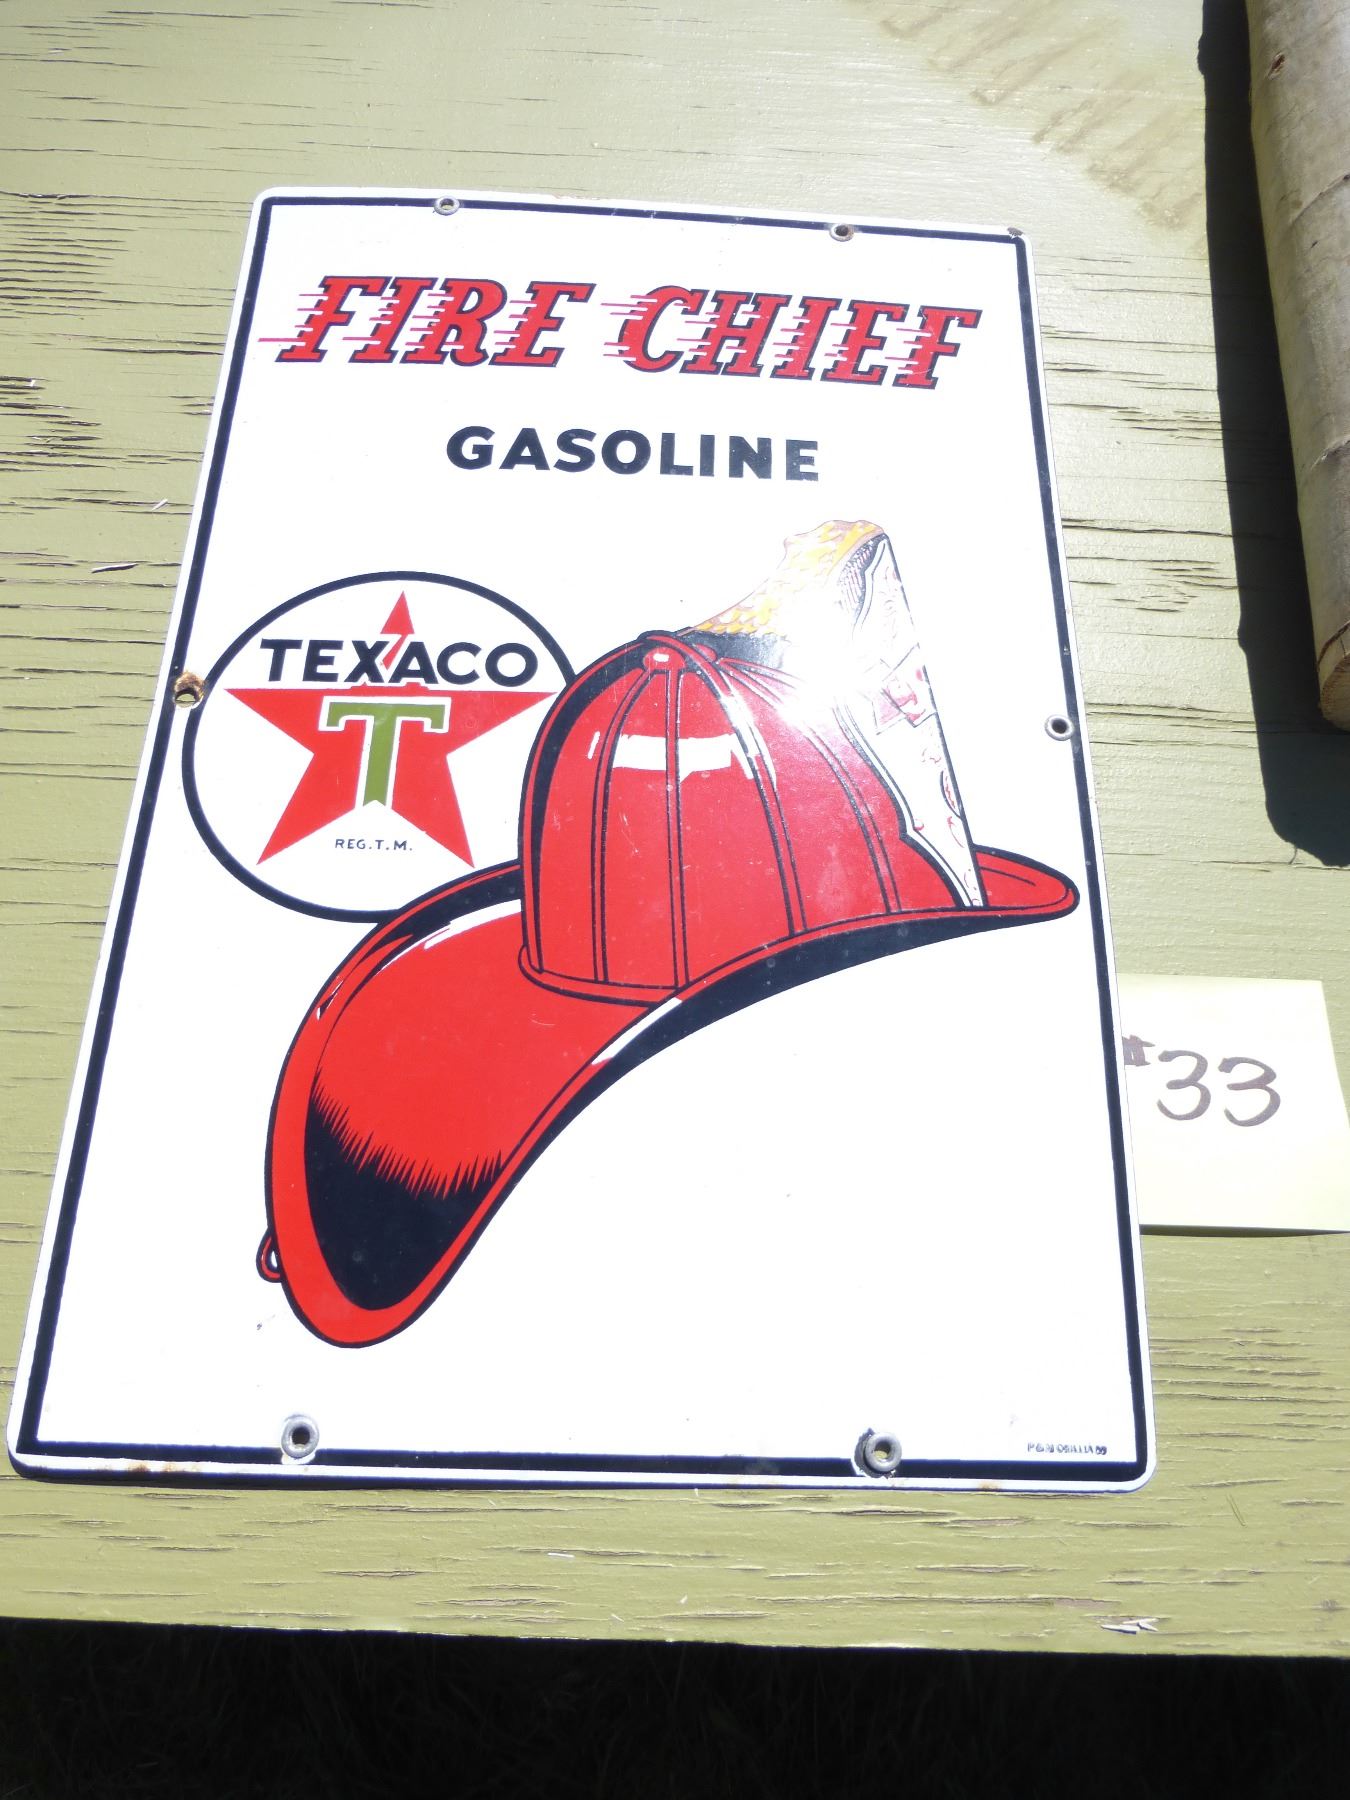 FIRE CHIEF
GASOLINE
TEXACO
T
REG. T. M.
#33